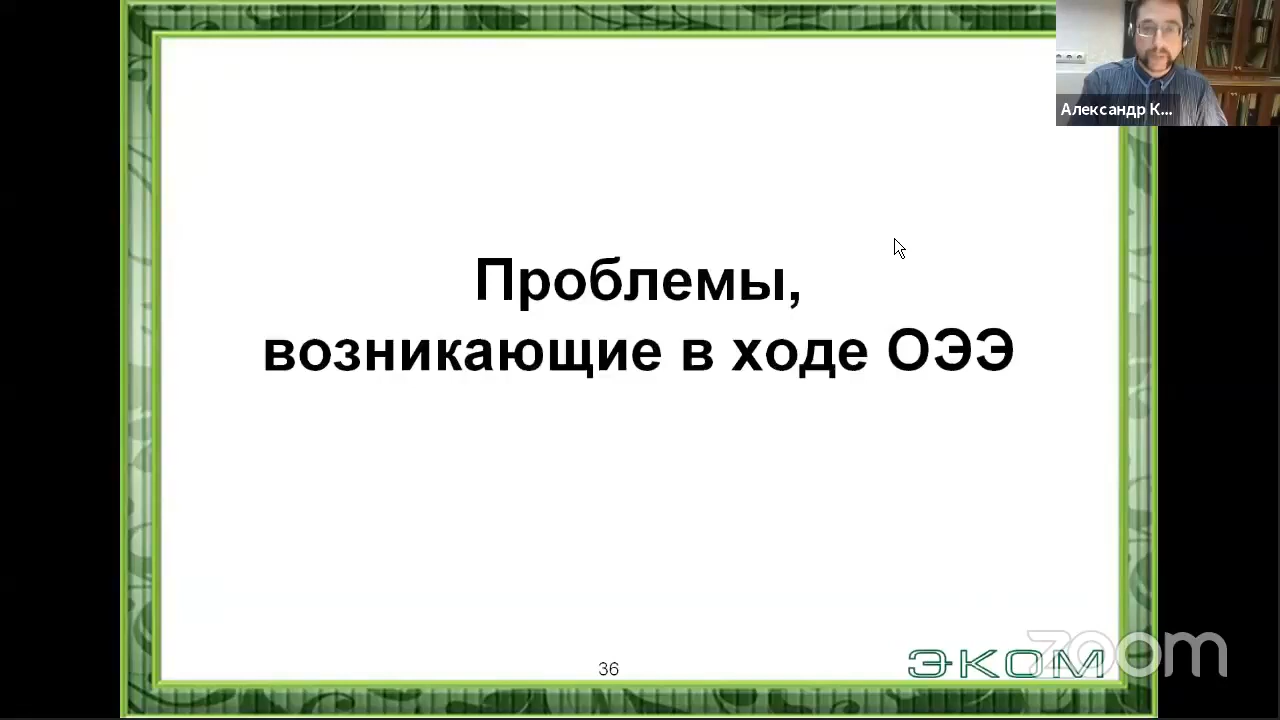 Александр К...
Проблемы,
возникающие в ходе ОЭЭ
36
ЭКОМ
zoom